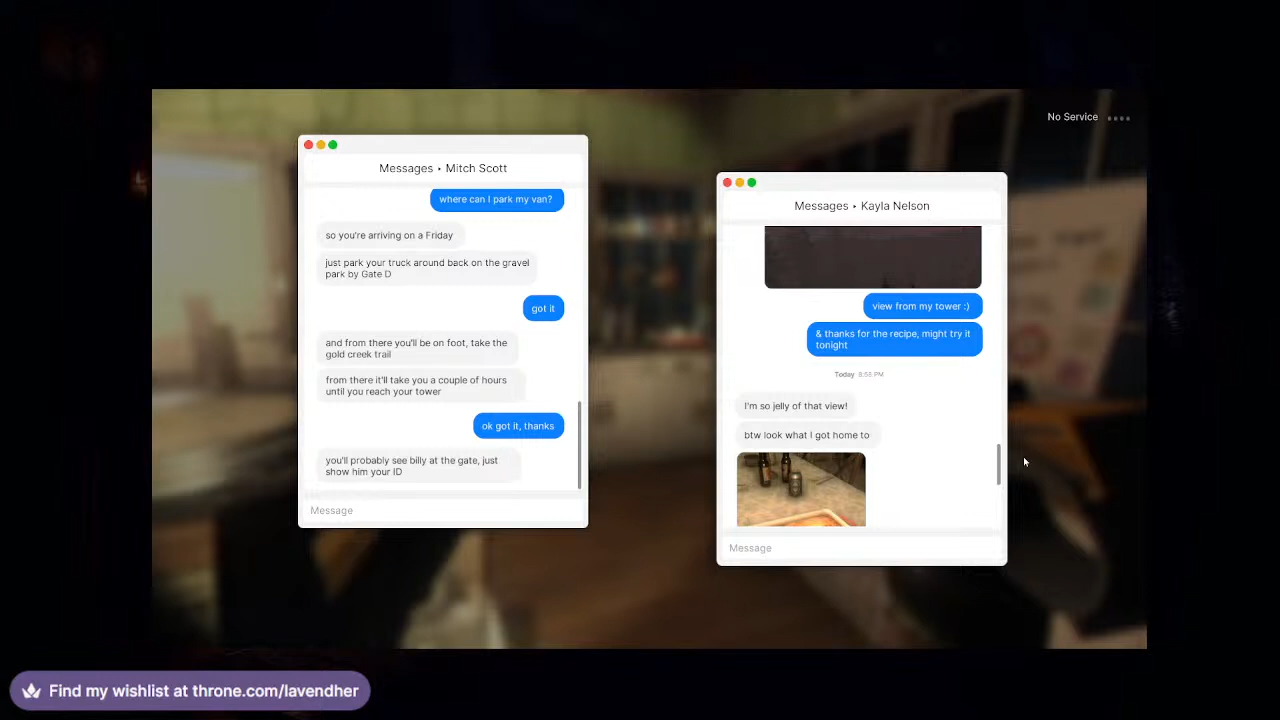 No Service
Messages ‣ Mitch Scott
where can I park my van?
so you're arriving on a Friday
just park your truck around back on the gravel
park by Gate D
got it
and from there you'll be on foot, take the
gold creek trail
from there it'll take you a couple of hours
until you reach your tower
ok got it, thanks
you'll probably see billy at the gate, just
show him your ID
Message
Messages ‣ Kayla Nelson
view from my tower :)
& thanks for the recipe, might try it
tonight
Today 8:58 PM
I'm so jelly of that view!
btw look what I got home to
Message
Find my wishlist at throne.com/lavendher